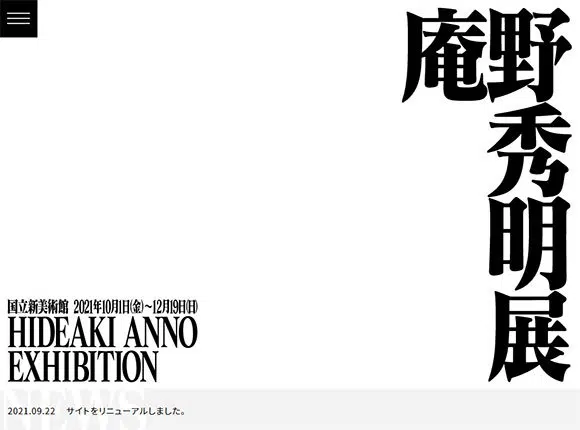 庵野秀明展
国立新美術館 2021年10月1日(金)~12月19日(日)
HIDEAKI ANNO
EXHIBITION
NEWS
2021.09.22 サイトをリニューアルしました。